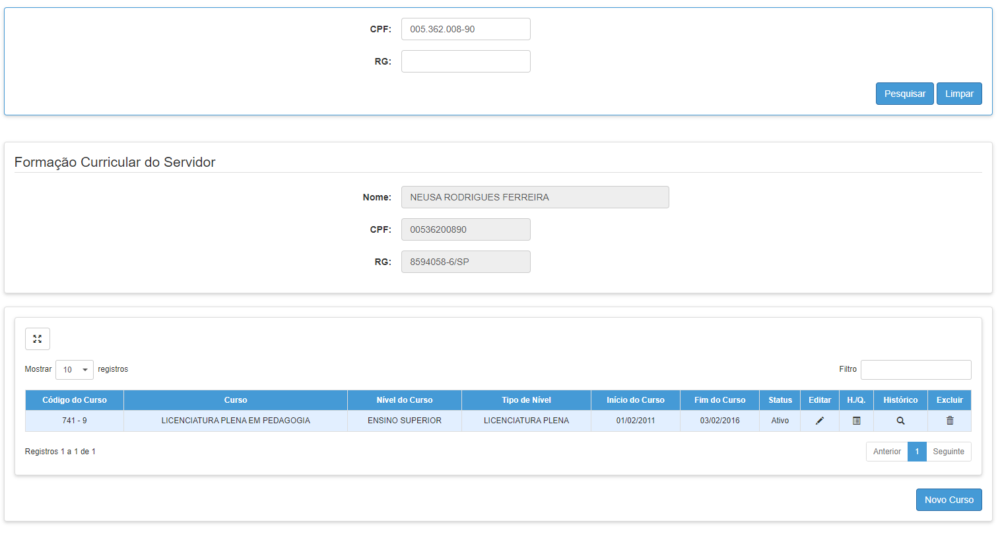 CPF: 005.362.008-90
RG:
Pesquisar Limpar
Formação Curricular do Servidor
Nome: NEUSA RODRIGUES FERREIRA
CPF: 00536200890
RG: 8594058-6/SP
Mostrar 10 registros Filtro
Código do Curso Curso Nível do Curso Tipo de Nível Início do Curso Fim do Curso Status Editar H./Q. Histórico Excluir
741 - 9 LICENCIATURA PLENA EM PEDAGOGIA ENSINO SUPERIOR LICENCIATURA PLENA 01/02/2011 03/02/2016 Ativo
Registros 1 a 1 de 1 Anterior 1 Seguinte
Novo Curso